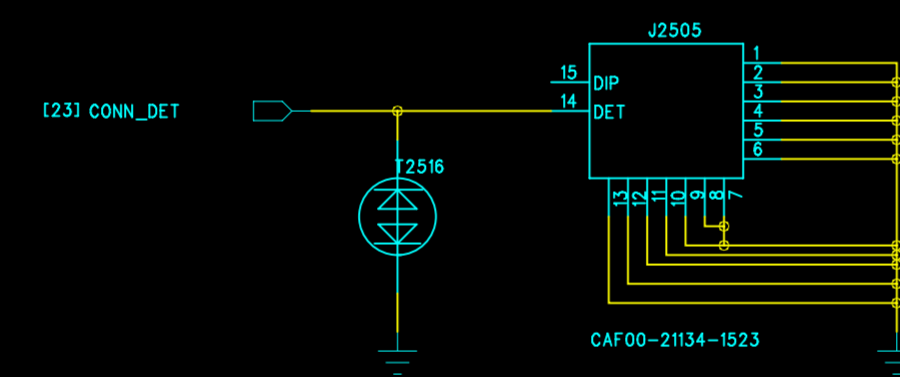 J2505
1
2
3
4
5
6
15 DIP
14 DET
[23] CONN_DET
T2516
13 12 11 10 9 8 7
CAF00-21134-1523